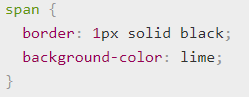 span {
  border: 1px solid black;
  background-color: lime;
}